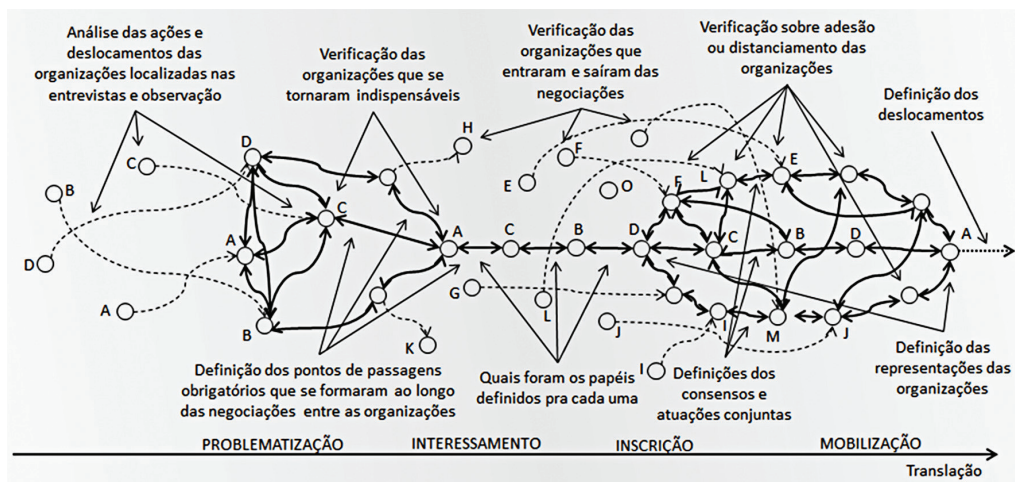 Análise das ações e
deslocamentos das
organizações localizadas nas
entrevistas e observação
Verificação das
organizações que se
tornaram indispensáveis
Verificação das
organizações que
entraram e saíram das
negociações
Verificação sobre adesão
ou distanciamento das
organizações
Definição dos
deslocamentos
H
D
C
F
E
L
E
B
O
C
F
A
A
C
B
D
C
B
D
A
D
G
A
L
J
I
M
J
B
K
I
Definição dos pontos de passagens
obrigatórios que se formaram ao longo
das negociações entre as organizações
Quais foram os papéis
definidos pra cada uma
Definições dos
consensos e
atuações conjuntas
Definição das
representações das
organizações
PROBLEMATIZAÇÃO
INTERESSAMENTO
INSCRIÇÃO
MOBILIZAÇÃO
Translação